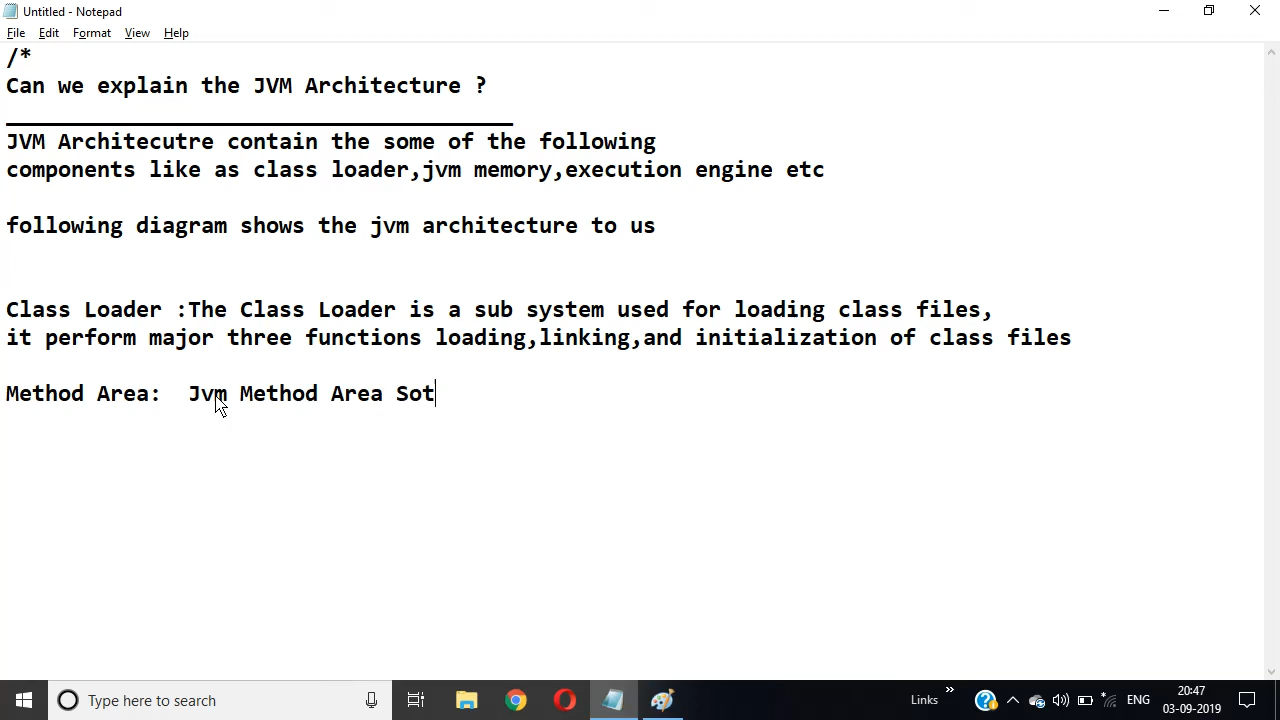 Untitled - Notepad
File Edit Format View Help
/*
Can we explain the JVM Architecture ?
_______________________________________
JVM Architecutre contain the some of the following
components like as class loader,jvm memory,execution engine etc
following diagram shows the jvm architecture to us
Class Loader :The Class Loader is a sub system used for loading class files,
it perform major three functions loading,linking,and initialization of class files
Method Area:  Jvm Method Area Sot
Type here to search
Links
ENG
20:47
03-09-2019